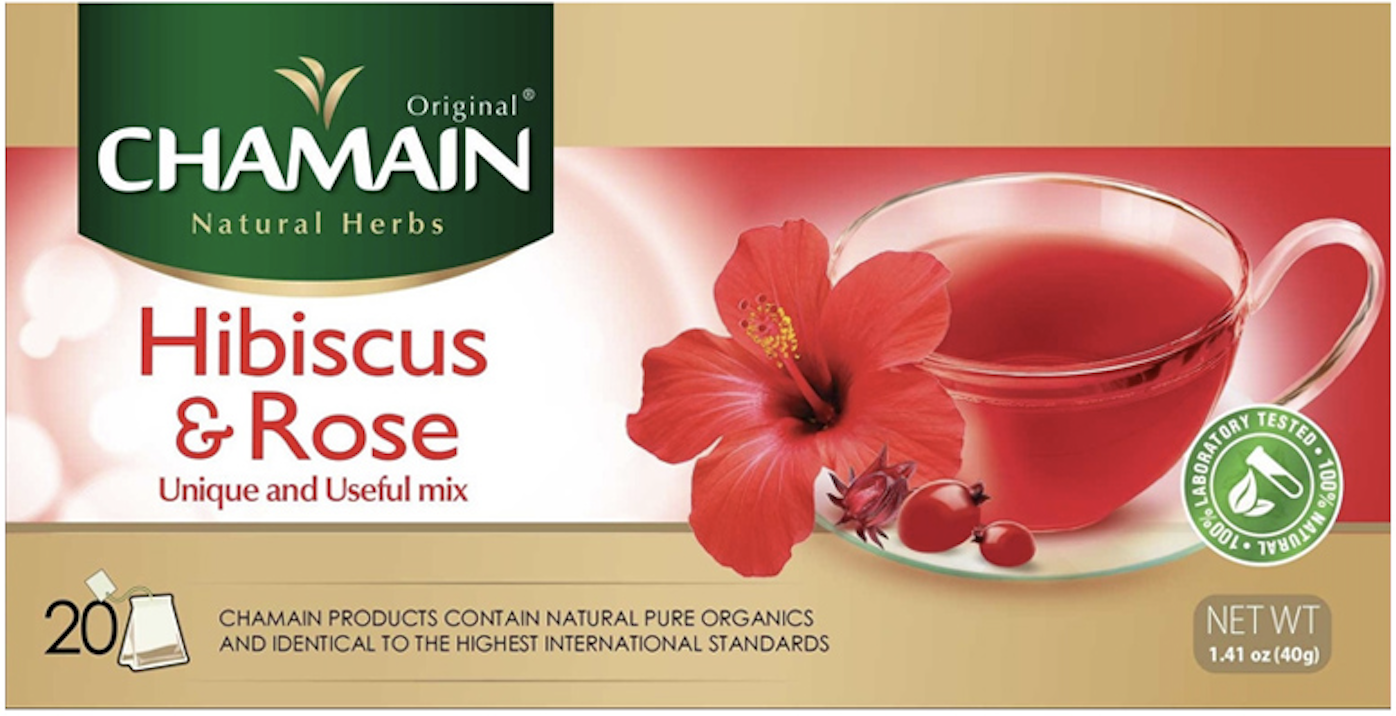 Original®
CHAMAIN
Natural Herbs
Hibiscus
& Rose
Unique and Useful mix
100% LABORATORY TESTED • 100% NATURAL •
20
CHAMAIN PRODUCTS CONTAIN NATURAL PURE ORGANICS
AND IDENTICAL TO THE HIGHEST INTERNATIONAL STANDARDS
NET WT
1.41 oz (40g)